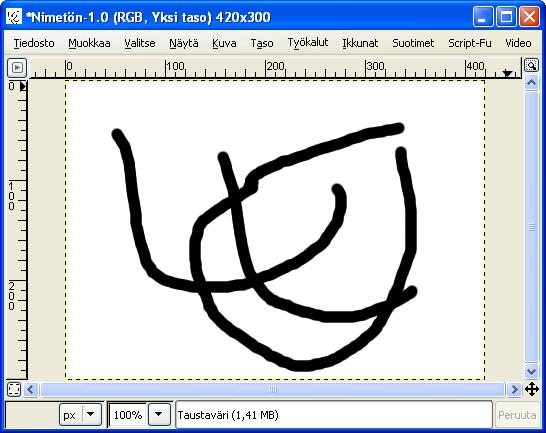 *Nimetön-1.0 (RGB, Yksi taso) 420x300
Tiedosto Muokkaa Valitse Näytä Kuva Taso Työkalut Ikkunat Suotimet Script-Fu Video
0 100 200 300 400
0
100
200
px 100% Taustaväri (1,41 MB) Peruuta